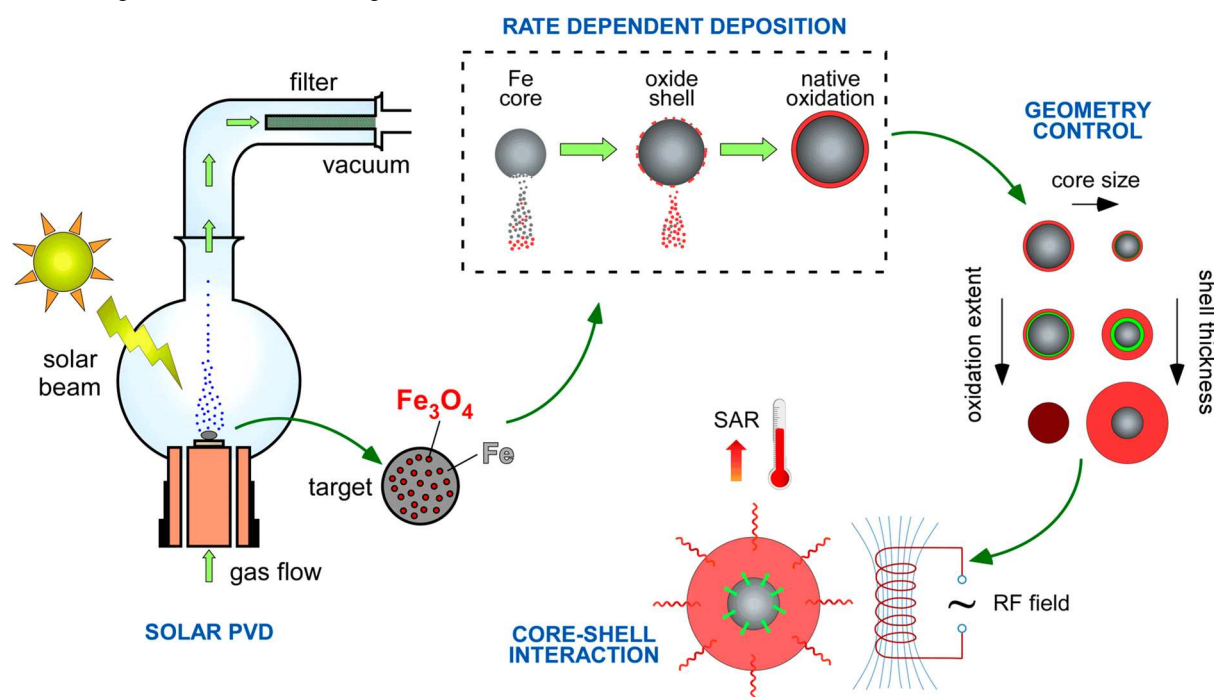 RATE DEPENDENT DEPOSITION
filter
vacuum
Fe
core
oxide
shell
native
oxidation
GEOMETRY
CONTROL
core size
oxidation extent
shell thickness
solar
beam
Fe₃O₄
Fe
target
gas flow
SOLAR PVD
SAR
CORE-SHELL
INTERACTION
~
RF field